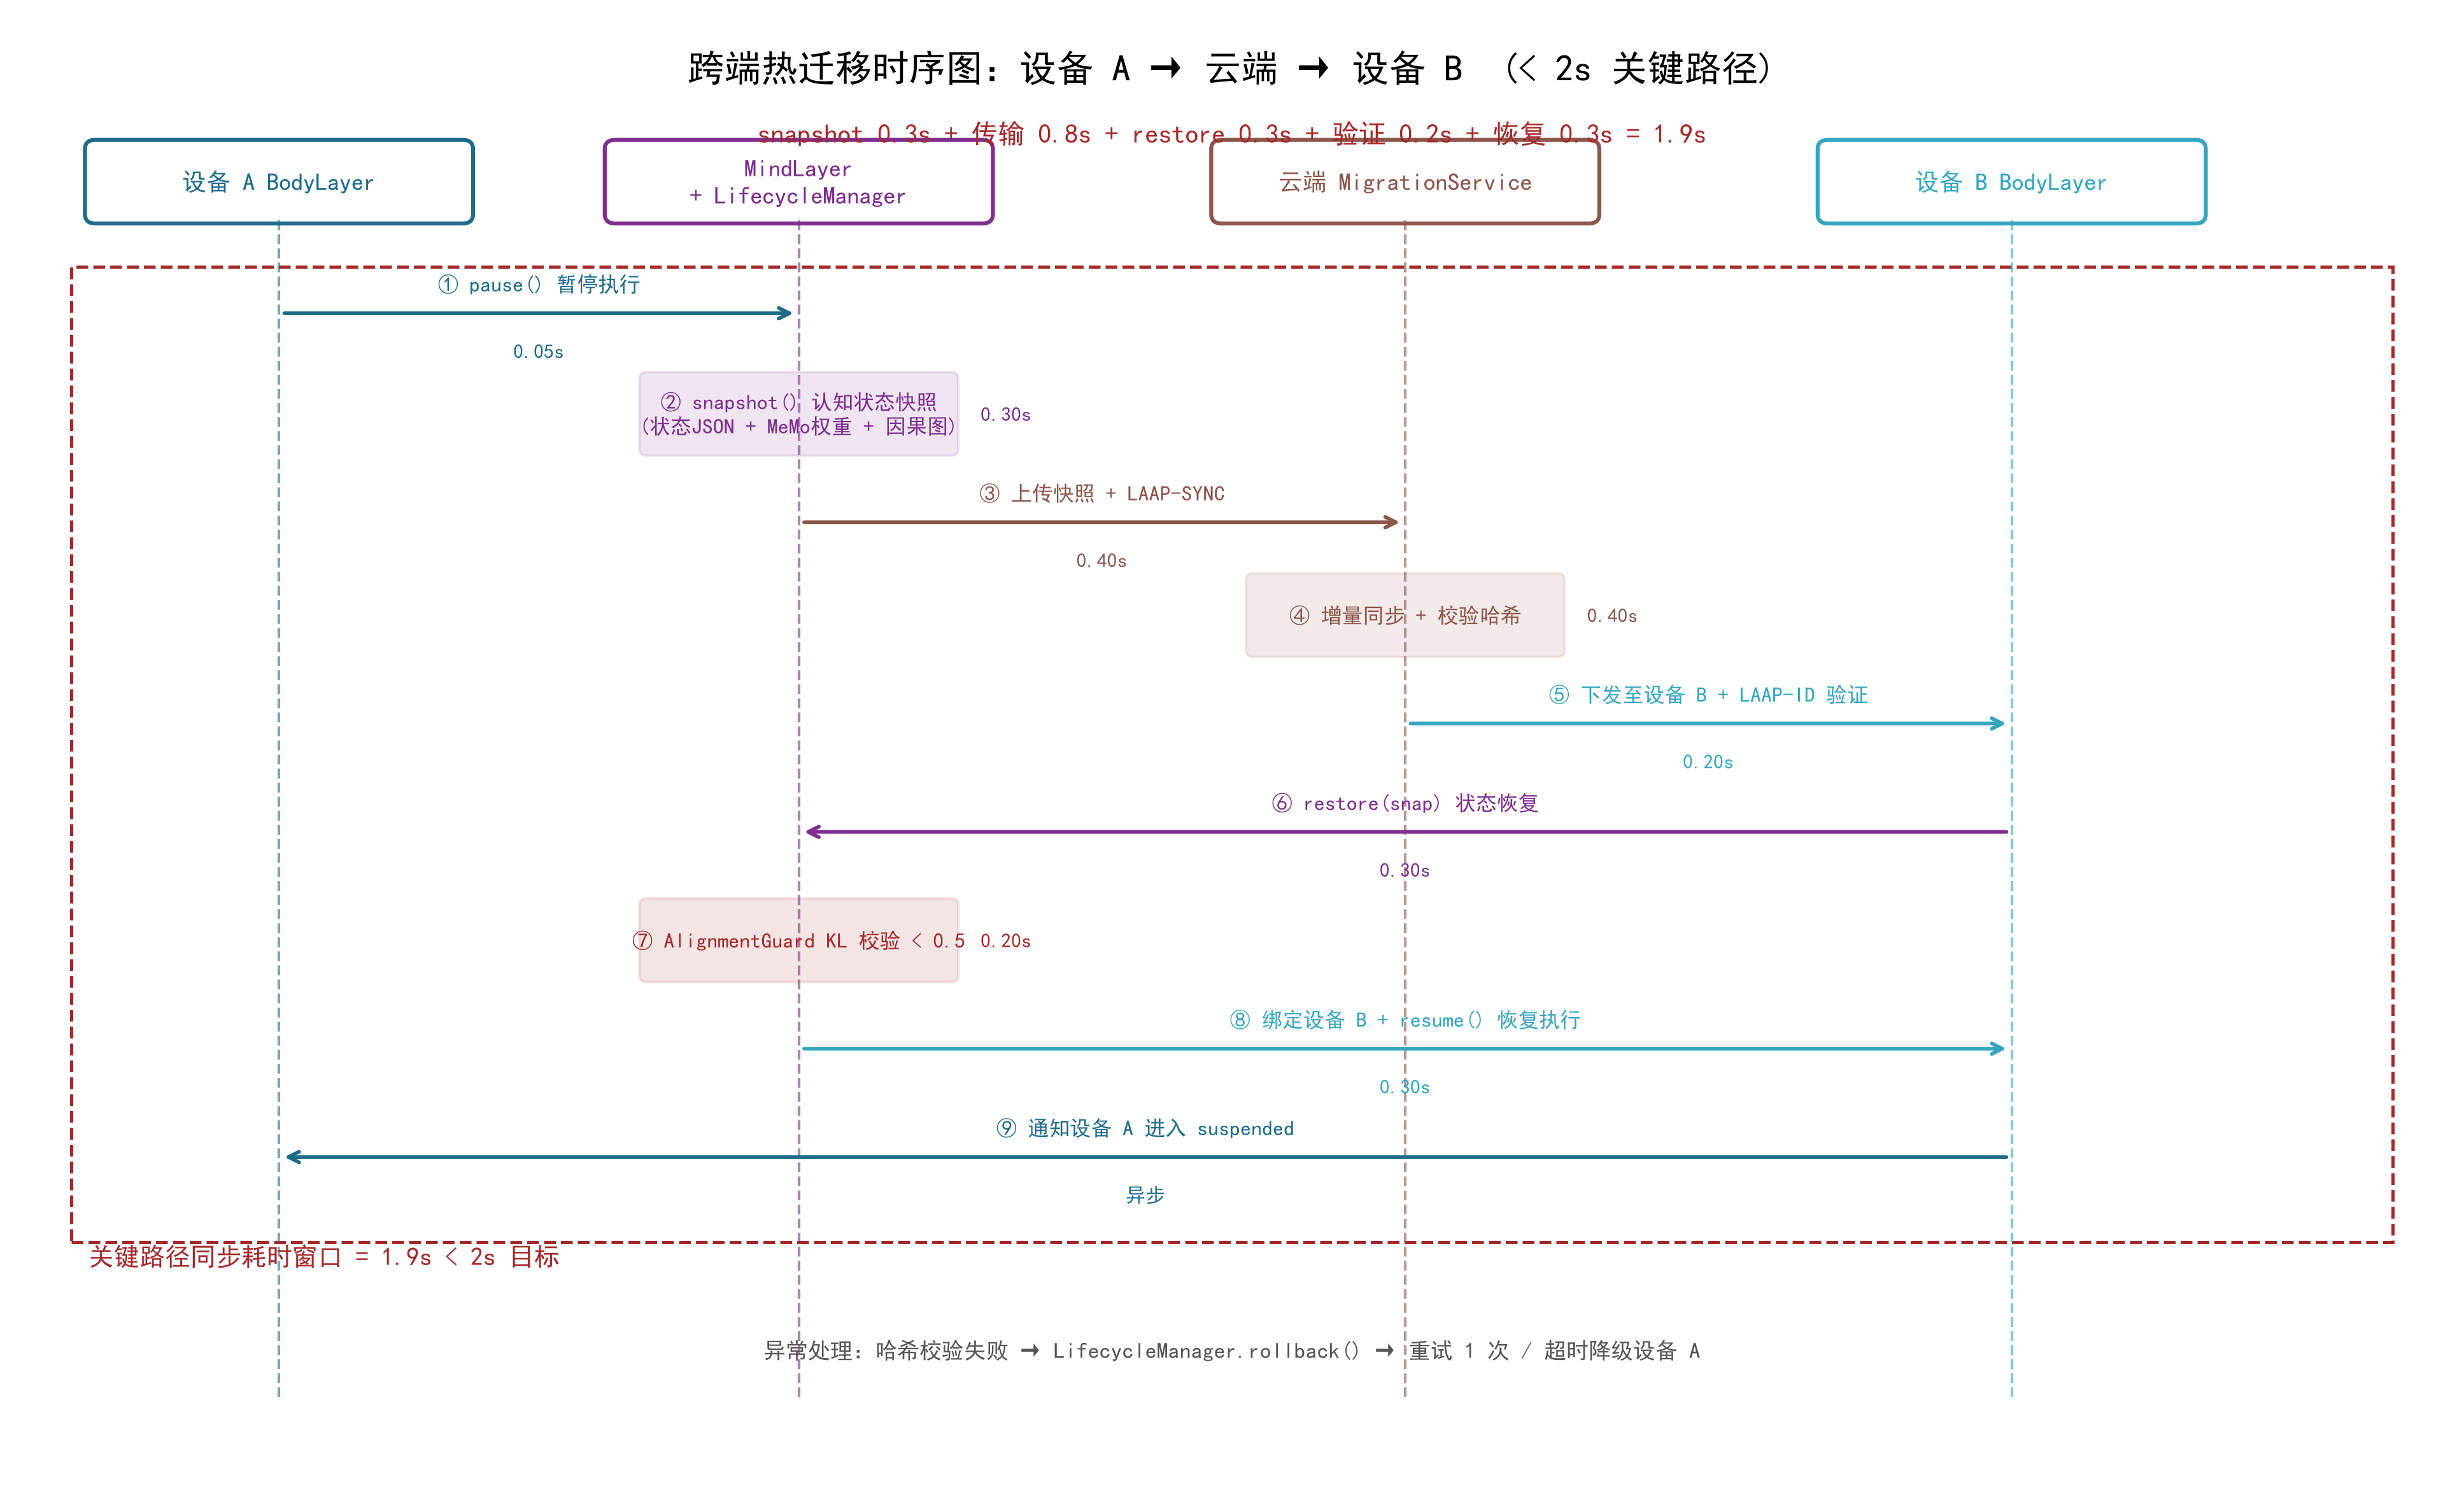 跨端热迁移时序图: 设备 A → 云端 → 设备 B (< 2s 关键路径)
snapshot 0.3s + 传输 0.8s + restore 0.3s + 验证 0.2s + 恢复 0.3s = 1.9s
设备 A BodyLayer
MindLayer
+ LifecycleManager
云端 MigrationService
设备 B BodyLayer
① pause() 暂停执行
0.05s
② snapshot() 认知状态快照
(状态JSON + MeMo权重 + 因果图)
0.30s
③ 上传快照 + LAAP-SYNC
0.40s
④ 增量同步 + 校验哈希
0.40s
⑤ 下发至设备 B + LAAP-ID 验证
0.20s
⑥ restore(snap) 状态恢复
0.30s
⑦ AlignmentGuard KL 校验 < 0.5
0.20s
⑧ 绑定设备 B + resume() 恢复执行
0.30s
⑨ 通知设备 A 进入 suspended
异步
关键路径同步耗时窗口 = 1.9s < 2s 目标
异常处理: 哈希校验失败 → LifecycleManager.rollback() → 重试 1 次 / 超时降级设备 A